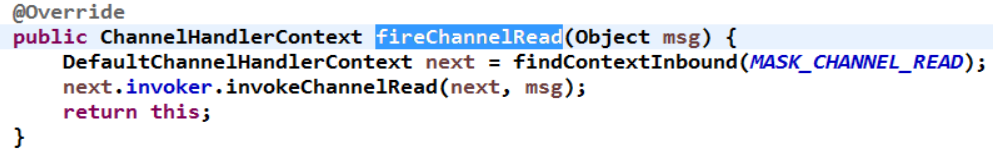 @Override
public ChannelHandlerContext fireChannelRead(Object msg) {
    DefaultChannelHandlerContext next = findContextInbound(MASK_CHANNEL_READ);
    next.invoker.invokeChannelRead(next, msg);
    return this;
}